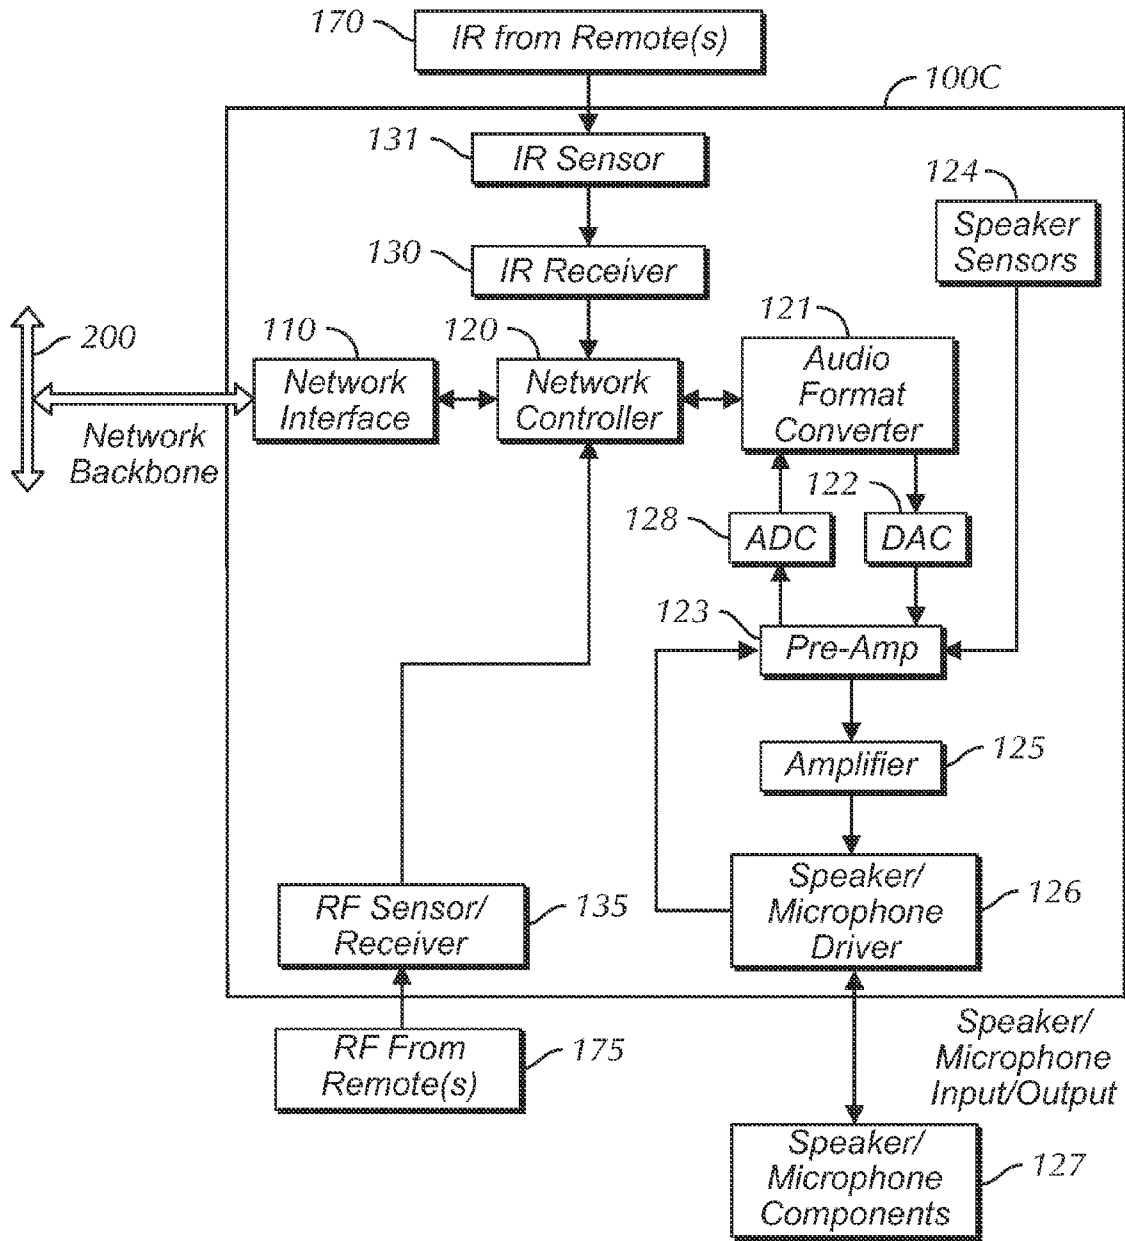 170
IR from Remote(s)
100C
131
IR Sensor
124
Speaker
Sensors
130
IR Receiver
200
110
Network
Interface
120
Network
Controller
121
Audio
Format
Converter
Network
Backbone
128
ADC
122
DAC
123
Pre-Amp
Amplifier
125
RF Sensor/
Receiver
135
Speaker/
Microphone
Driver
126
RF From
Remote(s)
175
Speaker/
Microphone
Input/Output
Speaker/
Microphone
Components
127